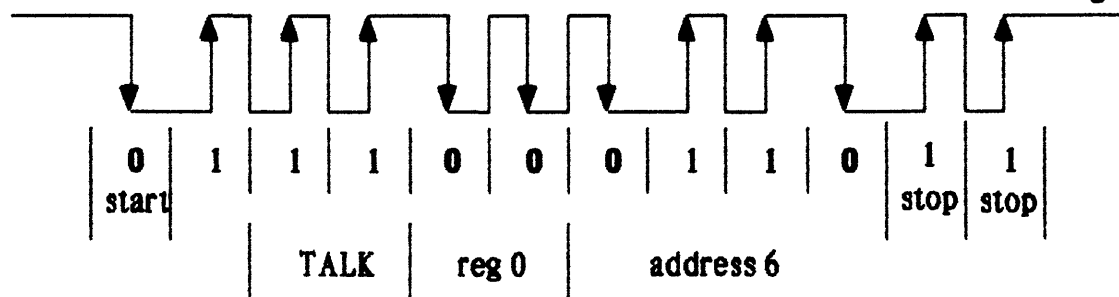 0 1 1 1 0 0 0 1 1 0 1 1
start stop stop
TALK reg 0 address 6